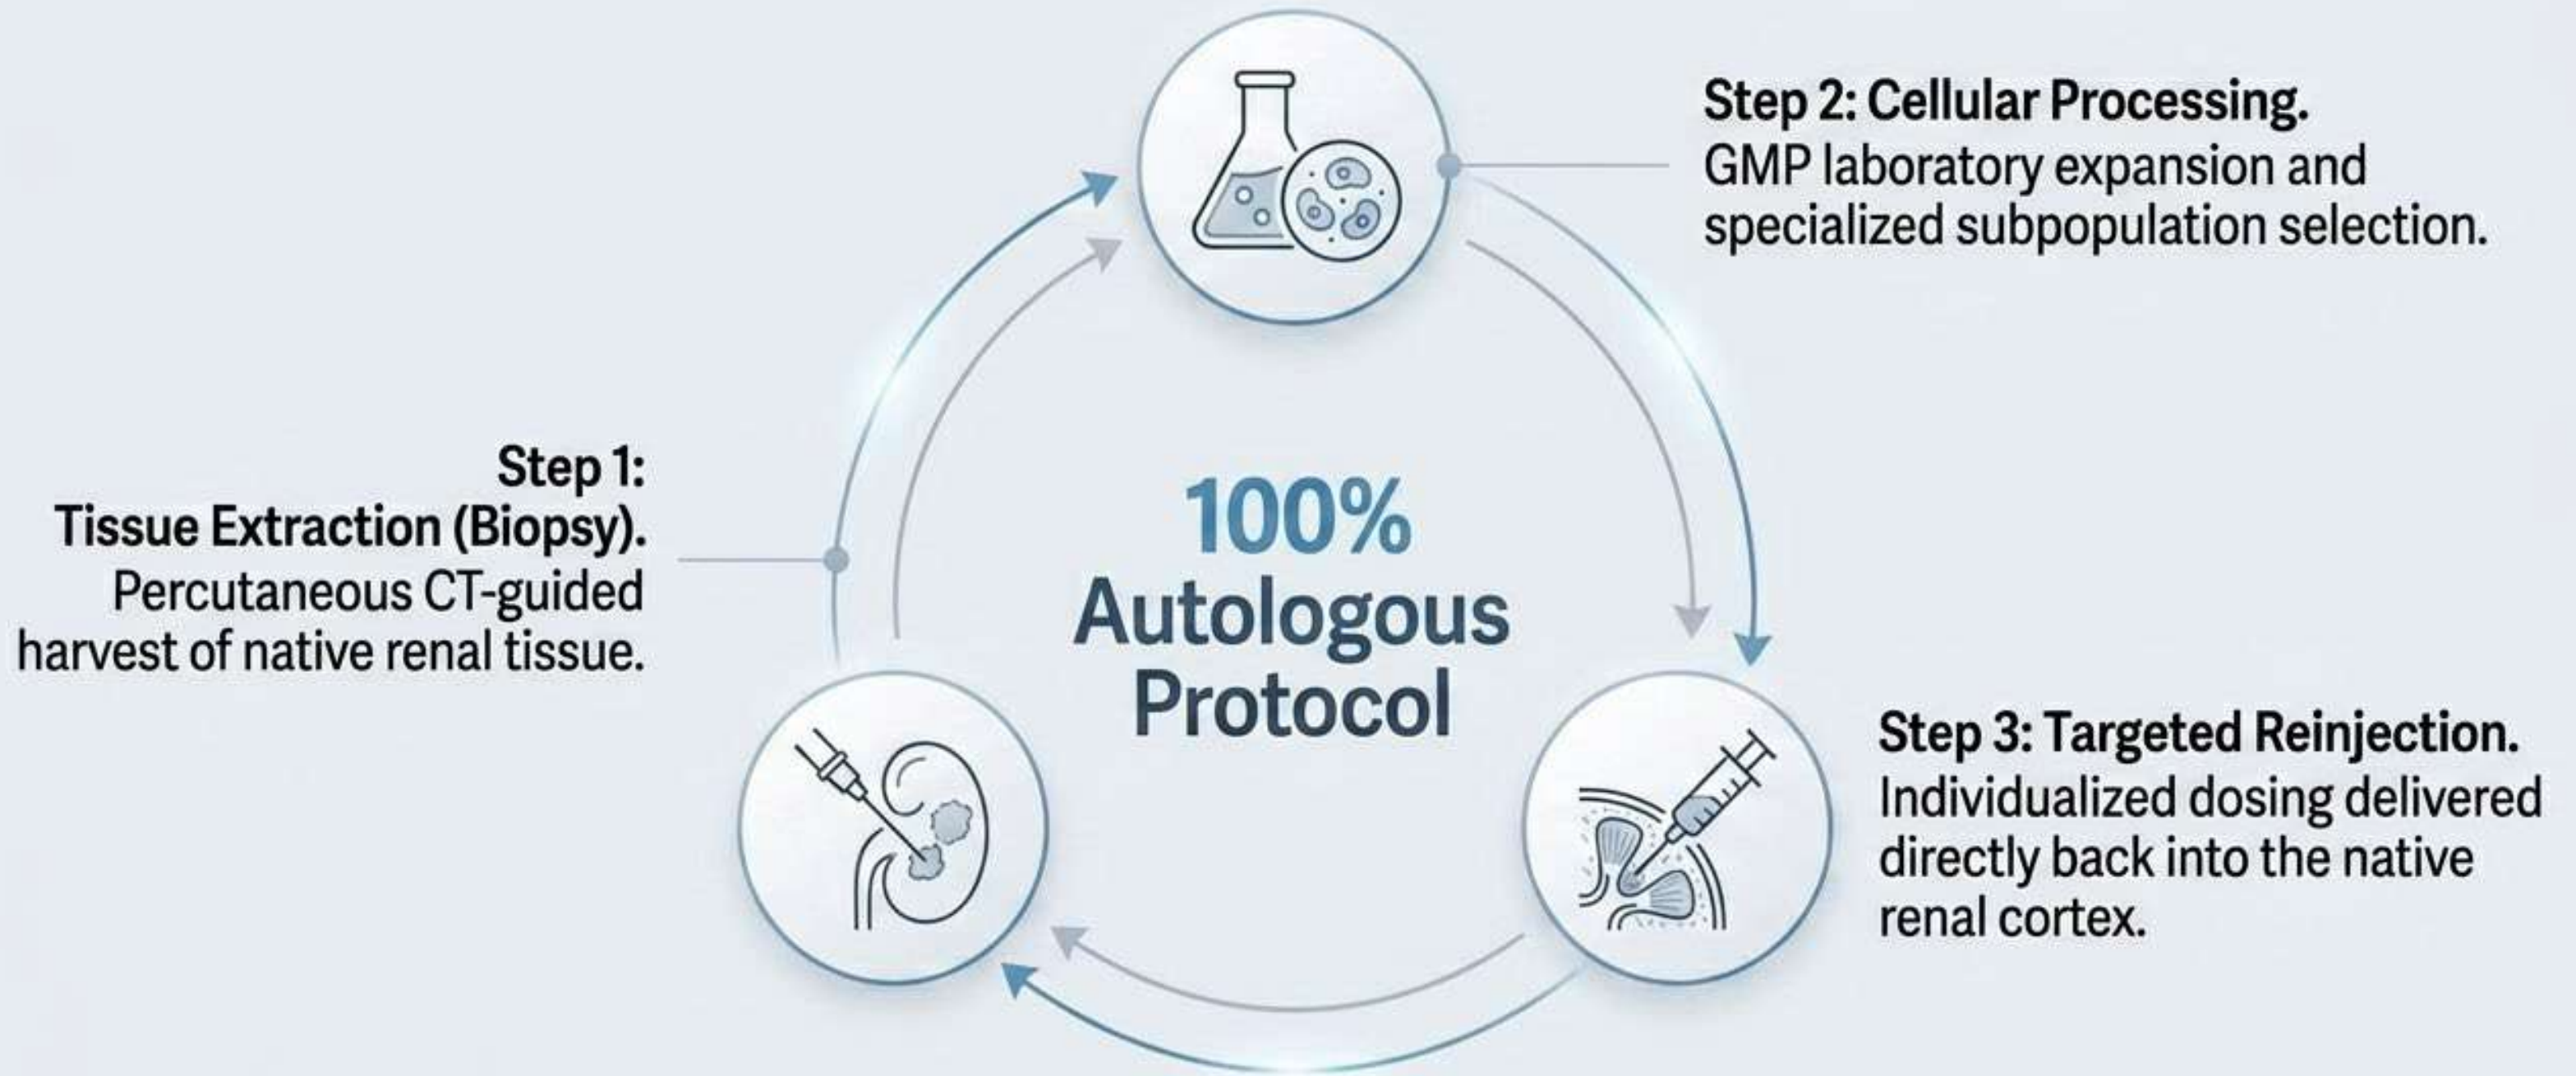 Step 1:
Tissue Extraction (Biopsy).
Percutaneous CT-guided
harvest of native renal tissue.
Step 2: Cellular Processing.
GMP laboratory expansion and
specialized subpopulation selection.
100%
Autologous
Protocol
Step 3: Targeted Reinjection.
Individualized dosing delivered
directly back into the native
renal cortex.